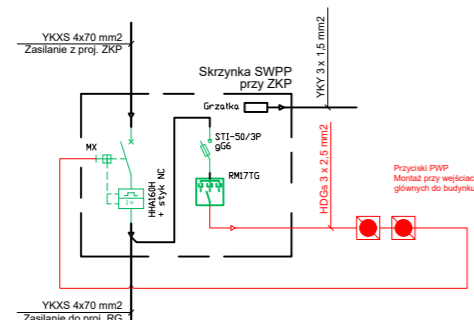 YKXS 4x70 mm2
Zasilanie z proj. ZKP
Skrzynka SWPP
przy ZKP
YKY 3 x 1,5 mm2
Grzałka
MX
STI-50/3P
gG6
RM17TG
HHA160H
+ styk NC
I>
HDGs 3 x 2,5 mm2
Przyciski PWP
Montaż przy wejściac
głównych do budynku
YKXS 4x70 mm2
Zasilanie do proj. RG